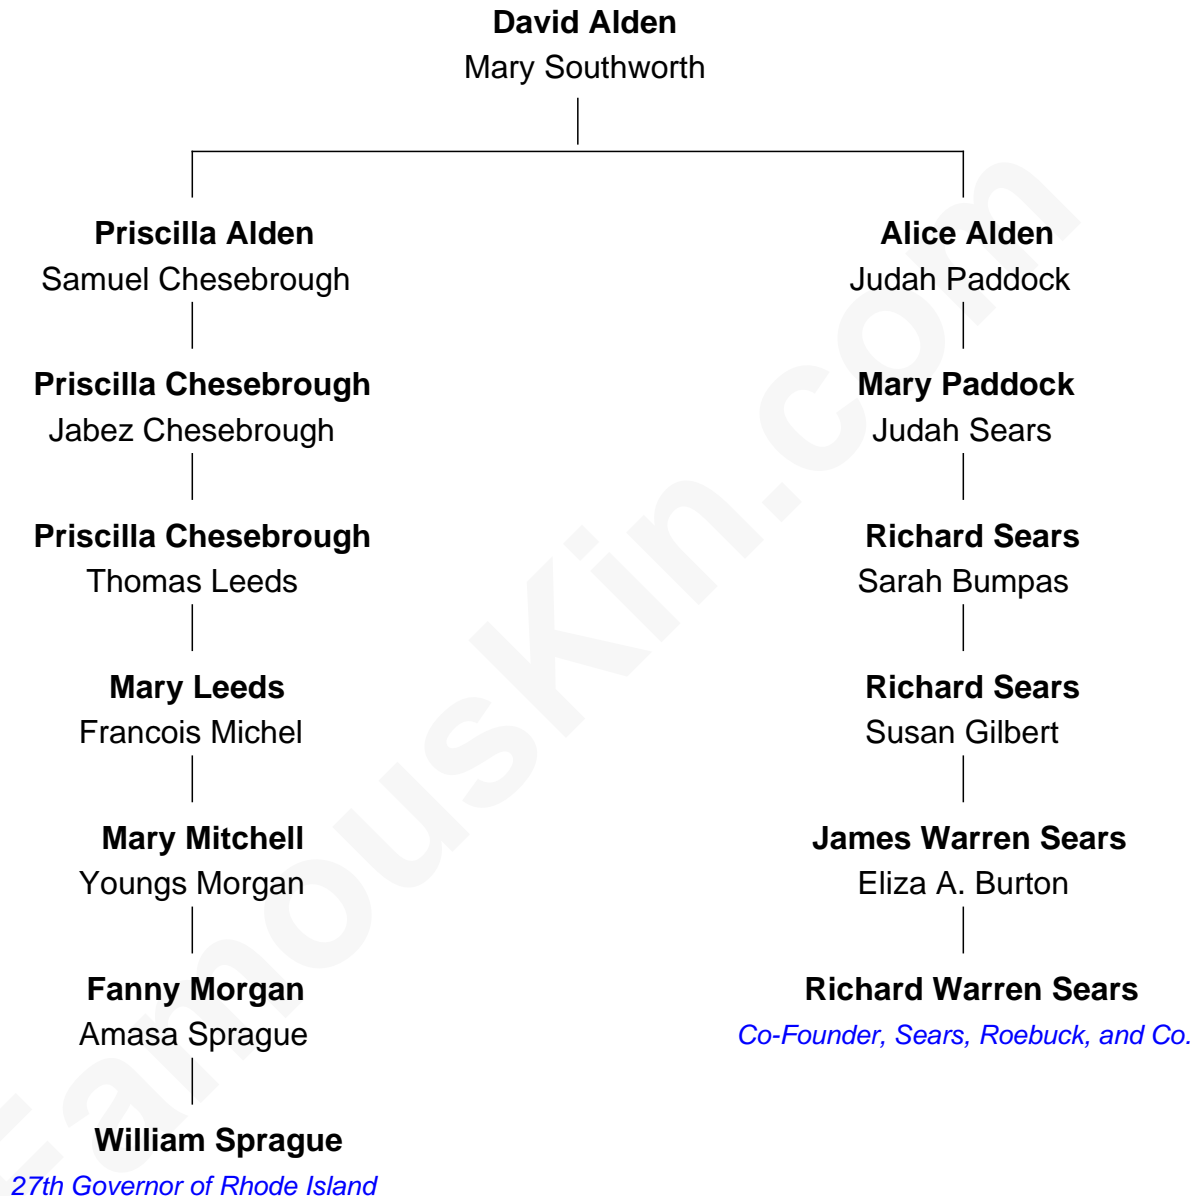 David Alden
Mary Southworth
Priscilla Alden
Samuel Chesebrough
Alice Alden
Judah Paddock
Priscilla Chesebrough
Jabez Chesebrough
Mary Paddock
Judah Sears
Priscilla Chesebrough
Thomas Leeds
Richard Sears
Sarah Bumpas
Mary Leeds
Francois Michel
Richard Sears
Susan Gilbert
Mary Mitchell
Youngs Morgan
James Warren Sears
Eliza A. Burton
Fanny Morgan
Amasa Sprague
Richard Warren Sears
Co-Founder, Sears, Roebuck, and Co.
William Sprague
27th Governor of Rhode Island
FamousKin.com